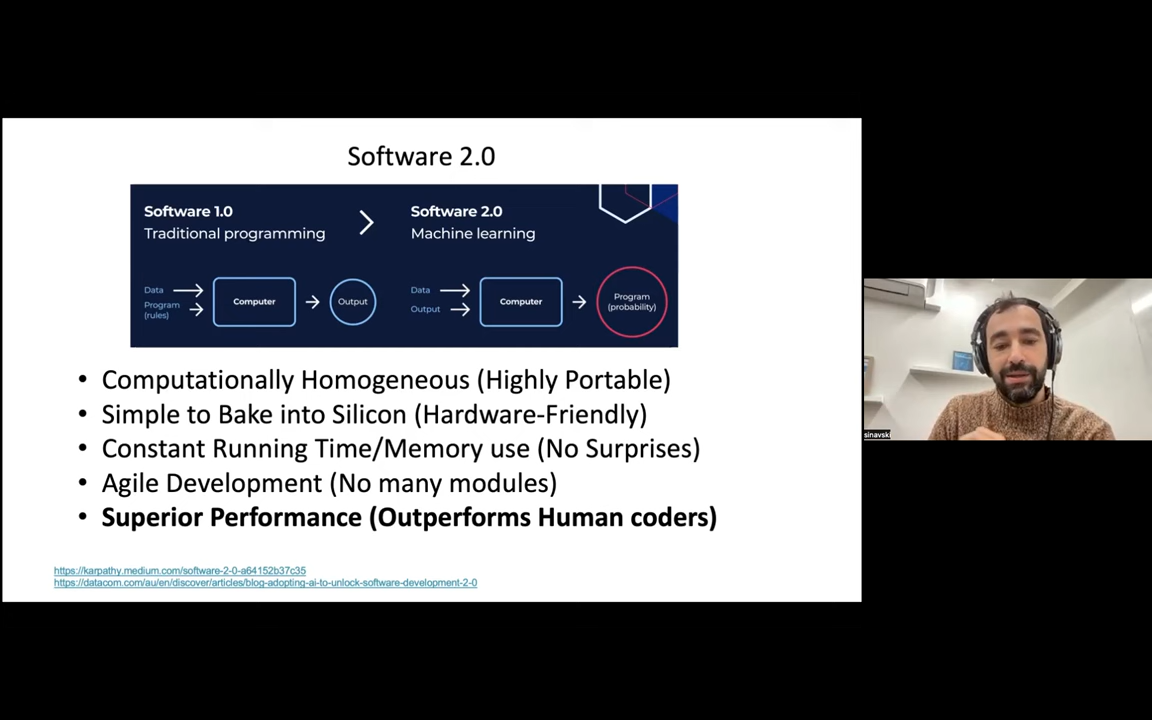 Software 2.0
Software 1.0
Traditional programming
Software 2.0
Machine learning
Data
Program
(rules)
Computer
Output
Data
Output
Computer
Program
(probability)
• Computationally Homogeneous (Highly Portable)
• Simple to Bake into Silicon (Hardware-Friendly)
• Constant Running Time/Memory use (No Surprises)
• Agile Development (No many modules)
• Superior Performance (Outperforms Human coders)
https://karpathy.medium.com/software-2-0-a64152b37c35
https://datacom.com/au/en/discover/articles/blog-adopting-ai-to-unlock-software-development-2-0
sinavski